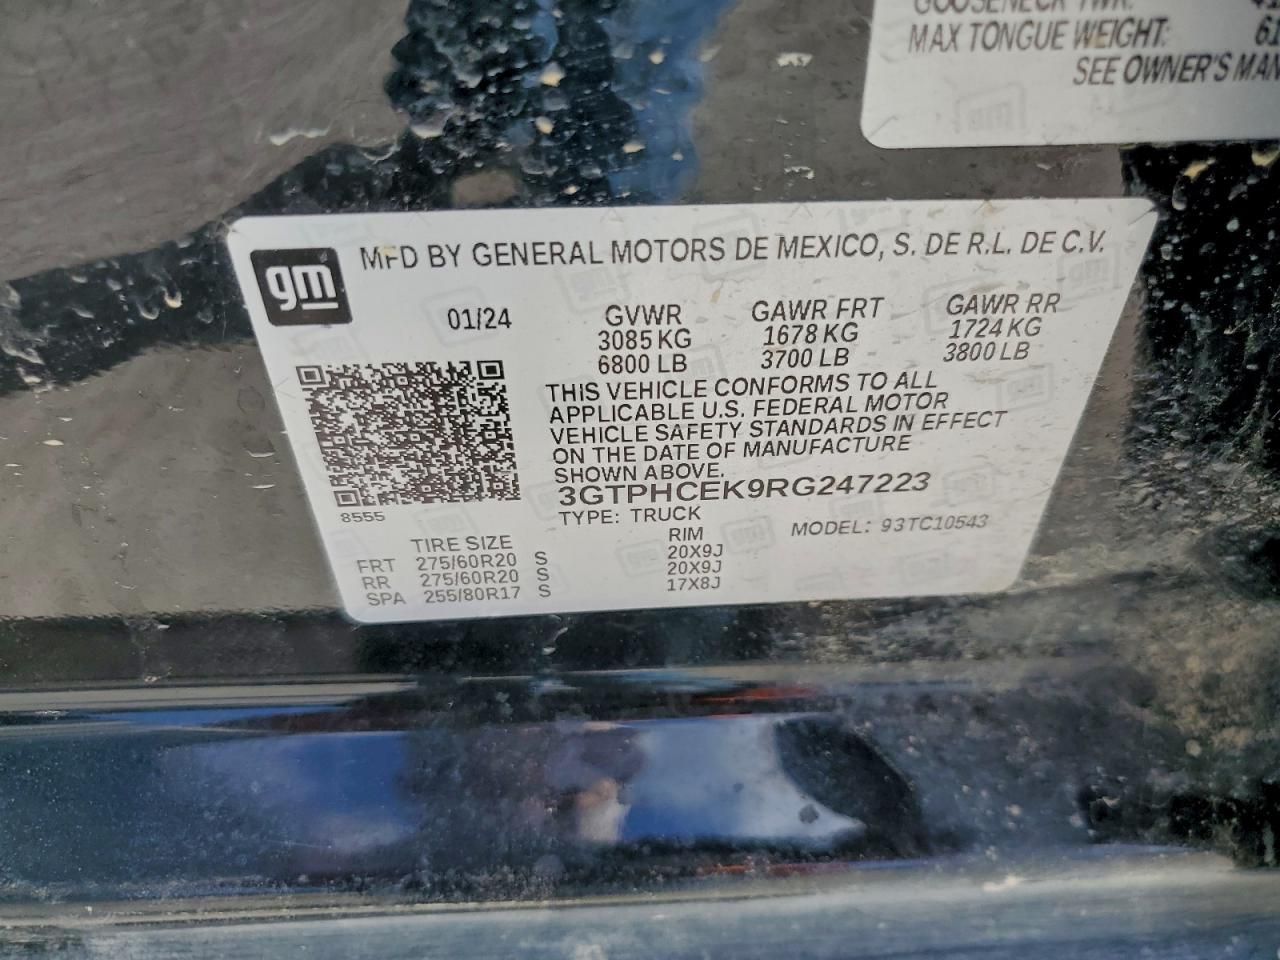 MAX TONGUE WEIGHT: 61
SEE OWNER'S MAN
gm
MFD BY GENERAL MOTORS DE MEXICO, S. DE R.L. DE C.V.
01/24 GVWR GAWR FRT GAWR RR
3085 KG 1678 KG 1724 KG
6800 LB 3700 LB 3800 LB
THIS VEHICLE CONFORMS TO ALL
APPLICABLE U.S. FEDERAL MOTOR
VEHICLE SAFETY STANDARDS IN EFFECT
ON THE DATE OF MANUFACTURE
SHOWN ABOVE.
3GTPHCEK9RG247223
8555
TYPE: TRUCK MODEL: 93TC10543
TIRE SIZE RIM
FRT 275/60R20 S 20X9J
RR 275/60R20 S 20X9J
SPA 255/80R17 S 17X8J